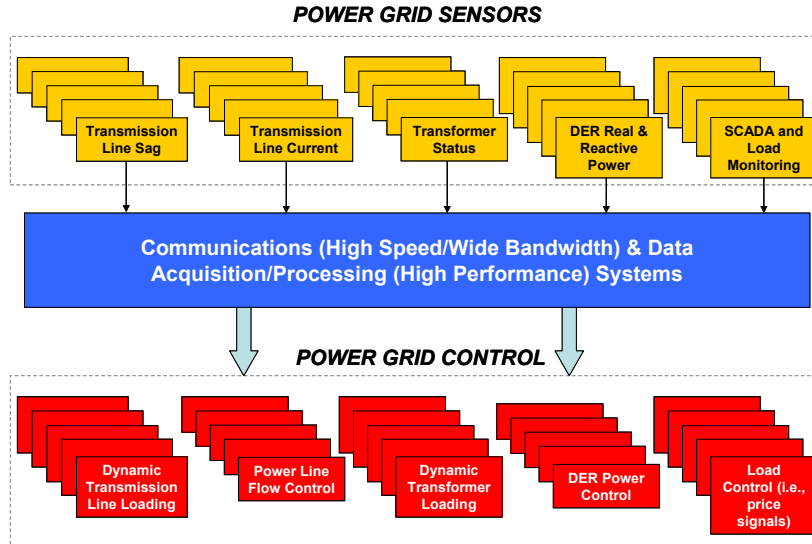 POWER GRID SENSORS
Transmission
Line Sag
Transmission
Line Current
Transformer
Status
DER Real &
Reactive
Power
SCADA and
Load
Monitoring
Communications (High Speed/Wide Bandwidth) & Data
Acquisition/Processing (High Performance) Systems
POWER GRID CONTROL
Dynamic
Transmission
Line Loading
Power Line
Flow Control
Dynamic
Transformer
Loading
DER Power
Control
Load
Control (i.e.,
price
signals)